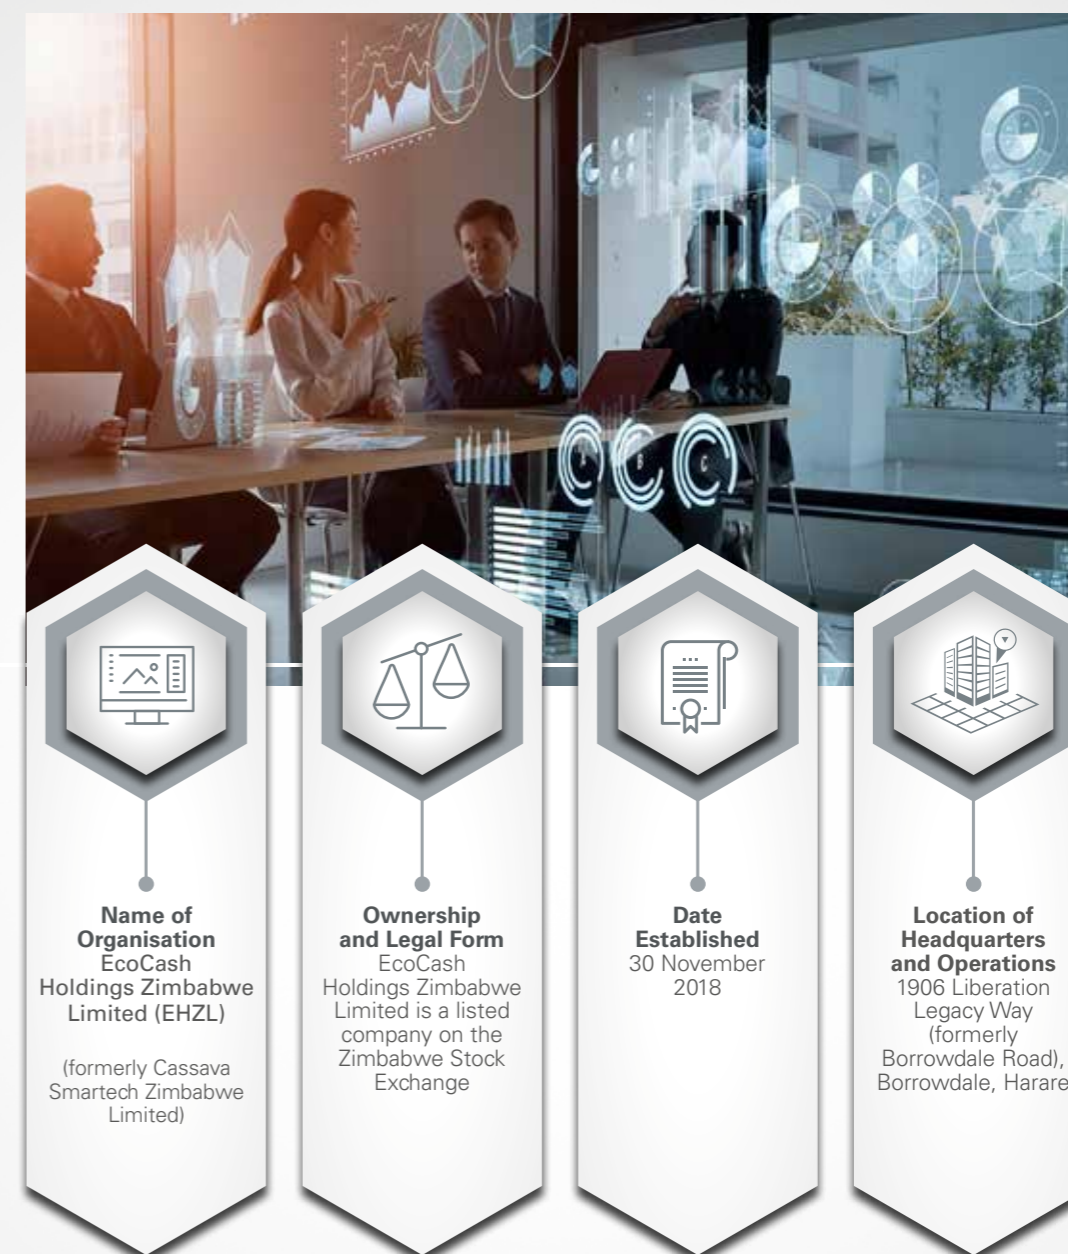 A
B
C
Name of
Organisation
EcoCash
Holdings Zimbabwe
Limited (EHZL)
(formerly Cassava
Smartech Zimbabwe
Limited)
Ownership
and Legal Form
EcoCash
Holdings Zimbabwe
Limited is a listed
company on the
Zimbabwe Stock
Exchange
Date
Established
30 November
2018
Location of
Headquarters
and Operations
1906 Liberation
Legacy Way
(formerly
Borrowdale Road),
Borrowdale, Harare